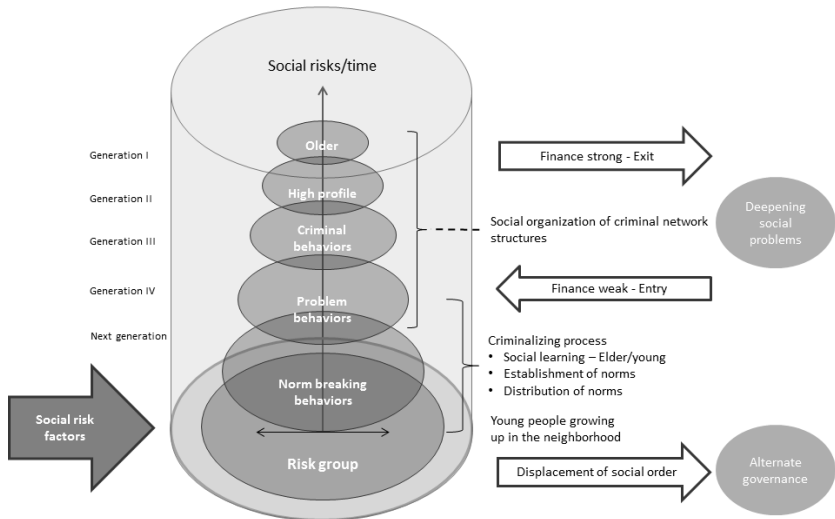 Social risks/time
Older
Generation I
Finance strong - Exit
High profile
Generation II
Deepening
social
problems
Social organization of criminal network
structures
Criminal
behaviors
Generation III
Finance weak - Entry
Generation IV
Problem
behaviors
Next generation
Criminalizing process
• Social learning – Elder/young
• Establishment of norms
• Distribution of norms
Norm breaking
behaviors
Social risk
factors
Young people growing
up in the neighborhood
Risk group
Displacement of social order
Alternate
governance